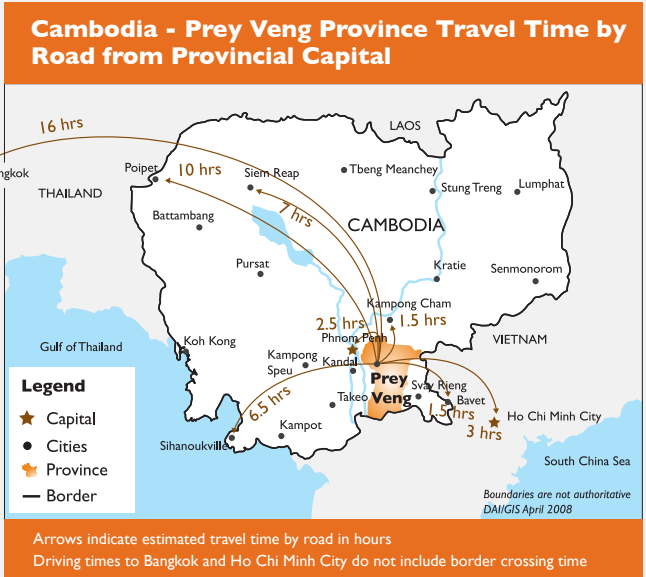 Cambodia - Prey Veng Province Travel Time by
Road from Provincial Capital
16 hrs
LAOS
ngkok
Poipet
10 hrs
Siem Reap
Tbeng Meanchey
Stung Treng
Lumphat
THAILAND
7 hrs
Battambang
CAMBODIA
Pursat
Kratie
Senmonorom
Kampong Cham
2.5 hrs
1.5 hrs
Phnom Penh
VIETNAM
Koh Kong
Gulf of Thailand
Kampong
Speu
Kandal
Prey
Veng
Svay Rieng
Bavet
1.5 hrs
Takeo
6.5 hrs
Ho Chi Minh City
3 hrs
Kampot
Sihanoukville
South China Sea
Legend
Capital
Cities
Province
Border
Boundaries are not authoritative
DAI/GIS April 2008
Arrows indicate estimated travel time by road in hours
Driving times to Bangkok and Ho Chi Minh City do not include border crossing time